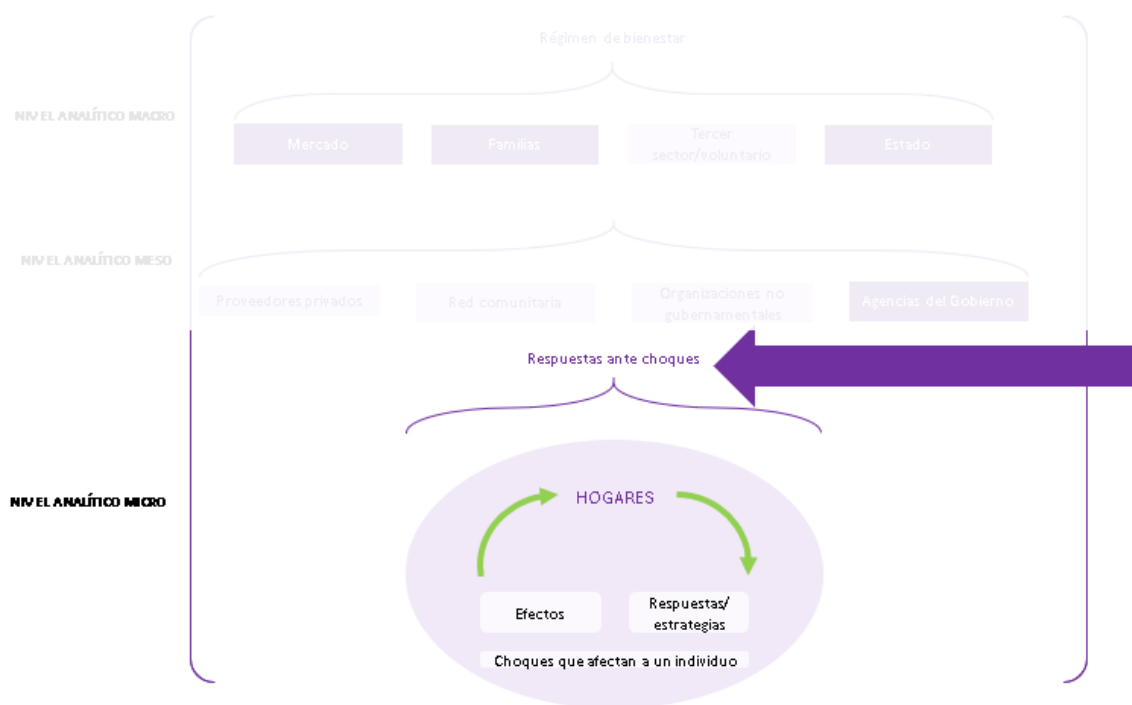 Régimen de bienestar
NIVEL ANALÍTICO MACRO
Mercado
Familias
Tercer
sector/voluntario
Estado
NIVEL ANALÍTICO MESO
Proveedores privados
Red comunitaria
Organizaciones no
gubernamentales
Agencias del Gobierno
Respuestas ante choques
NIVEL ANALÍTICO MICRO
HOGARES
Efectos
Respuestas/
estrategias
Choques que afectan a un individuo